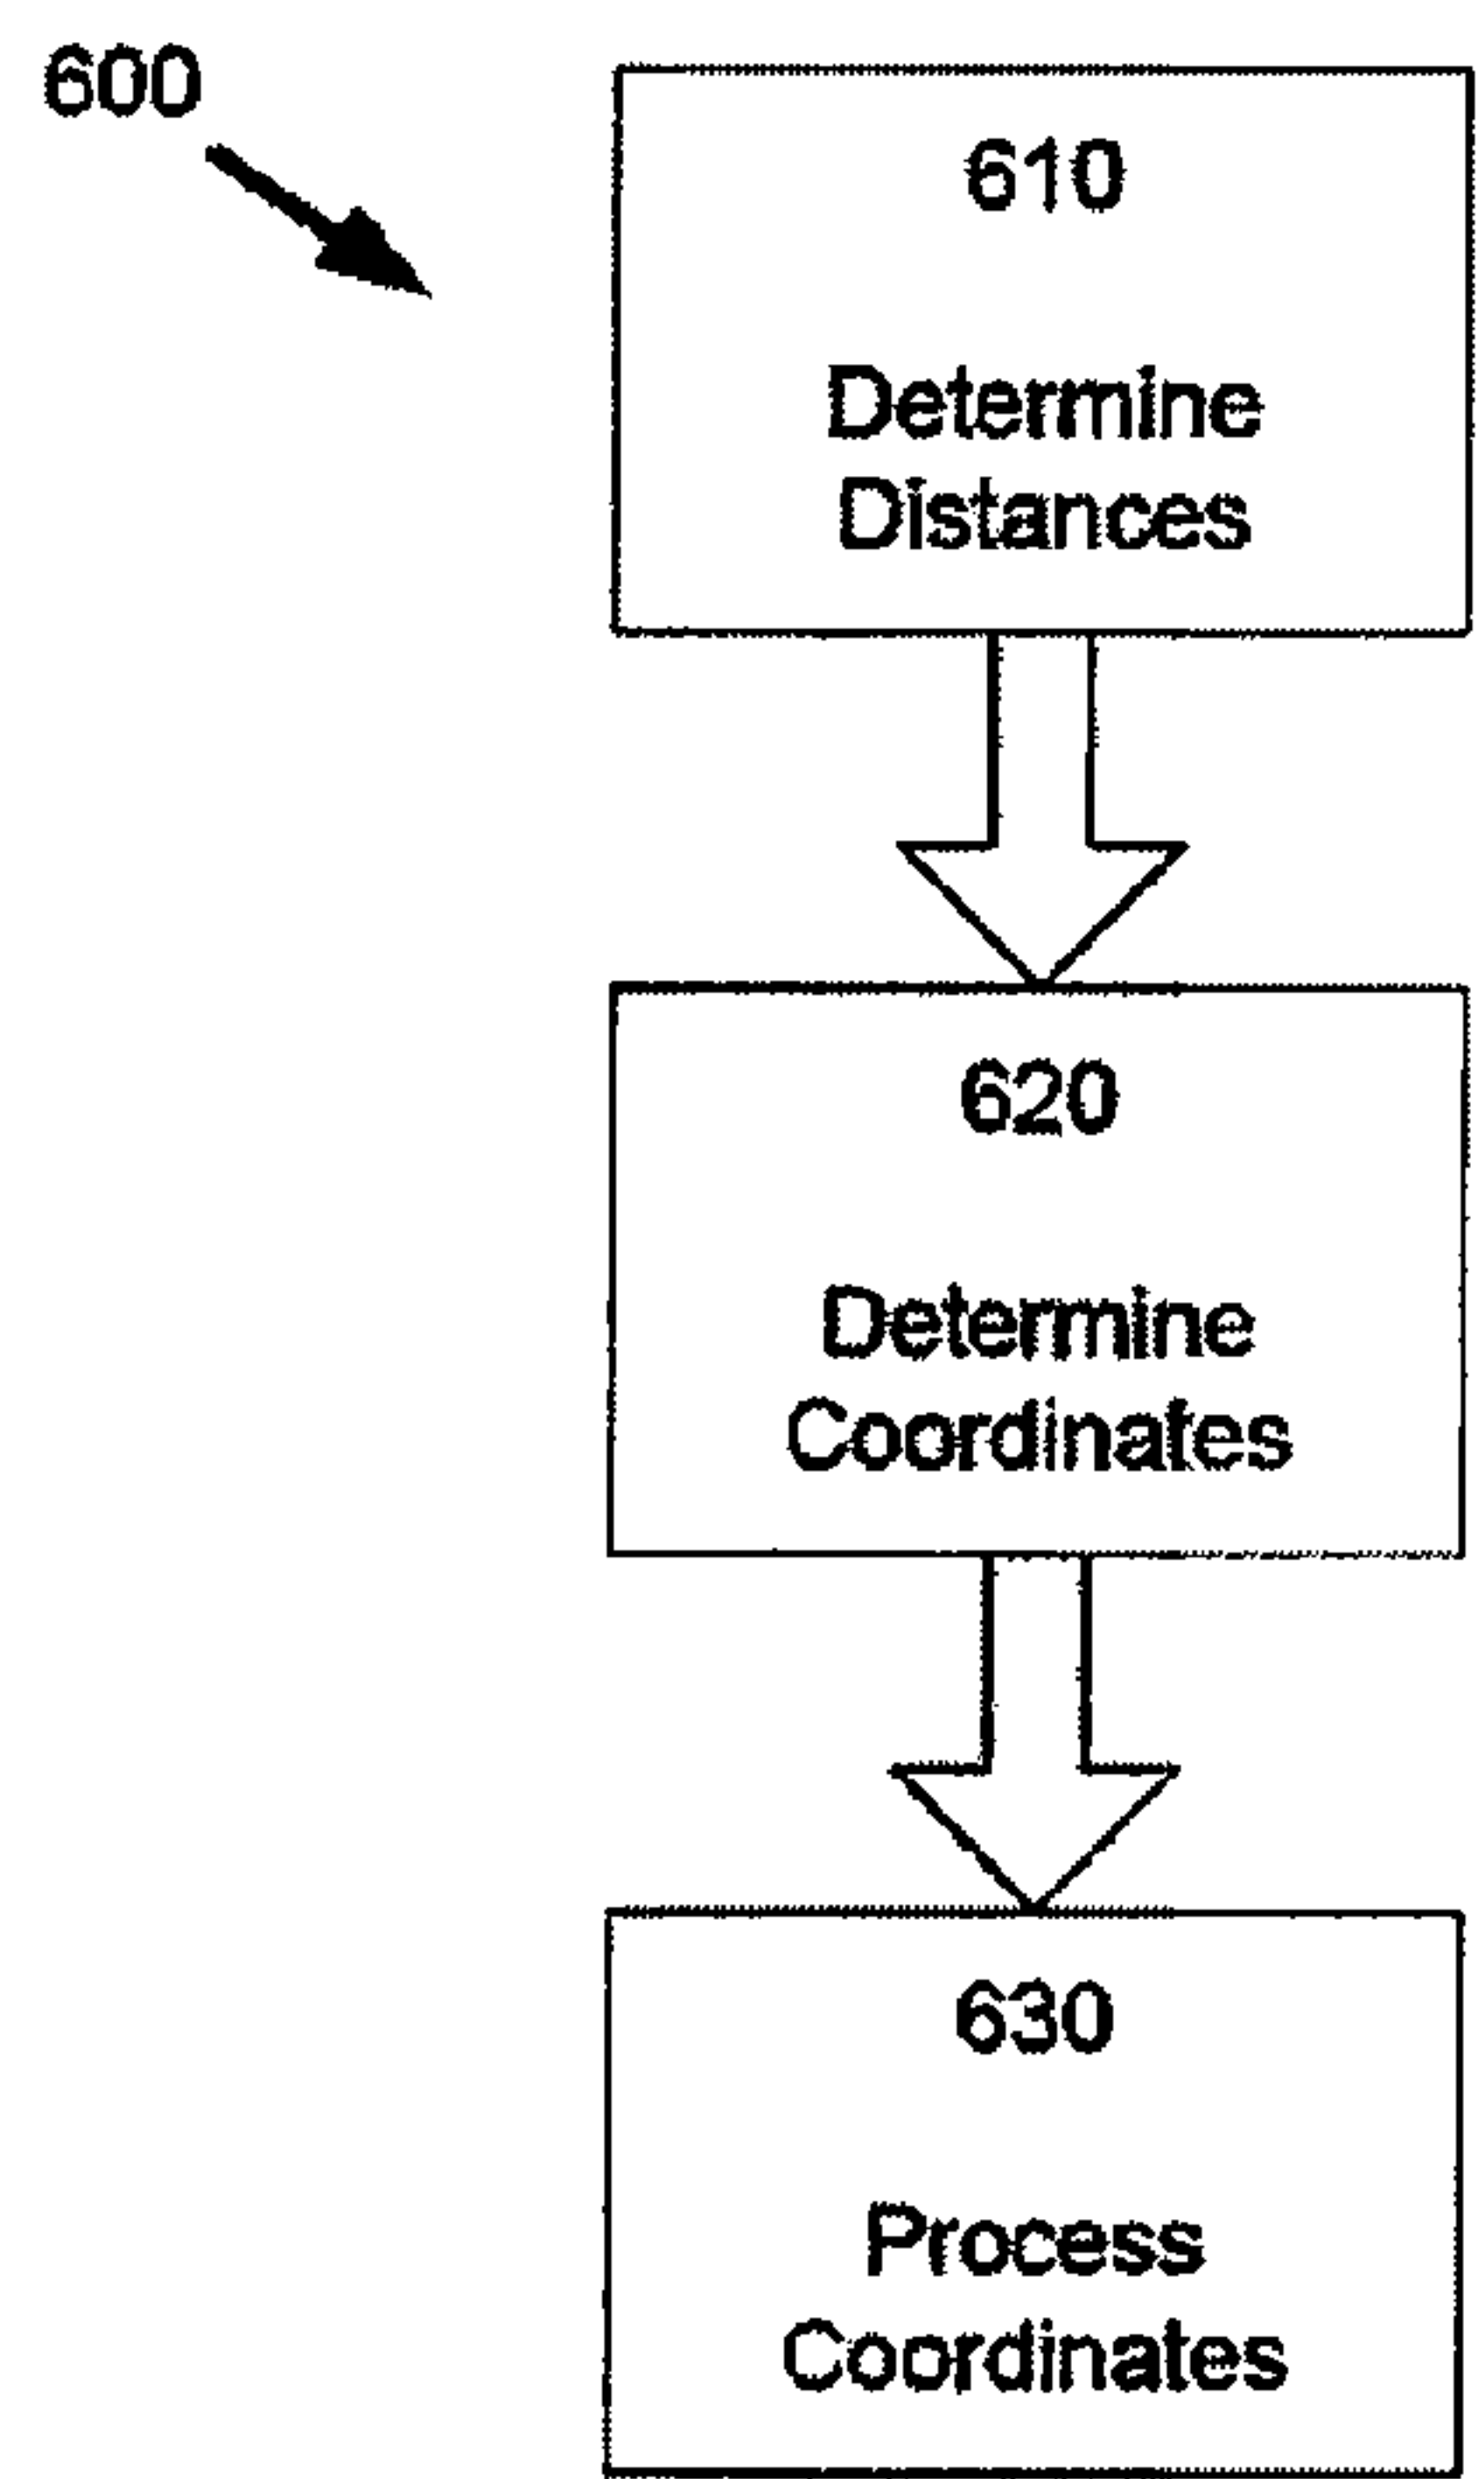 600
610
Determine
Distances
620
Determine
Coordinates
630
Process
Coordinates